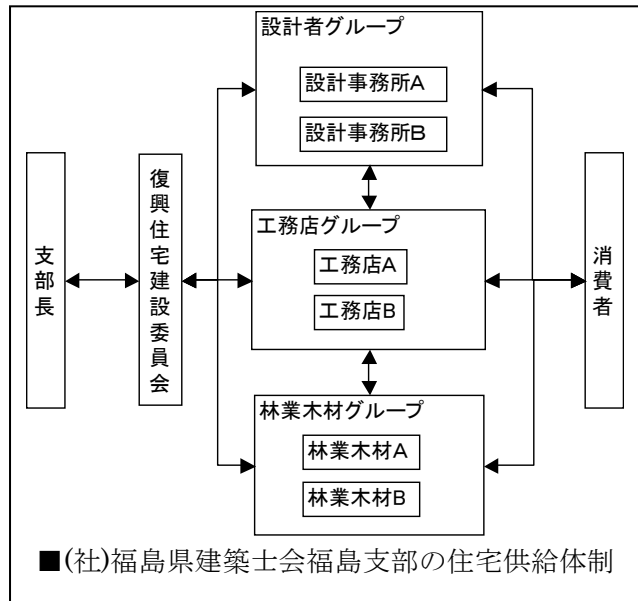 設計者グループ
設計事務所A
設計事務所B
支部長
復興住宅建設委員会
工務店グループ
工務店A
工務店B
消費者
林業木材グループ
林業木材A
林業木材B
■(社)福島県建築士会福島支部の住宅供給体制